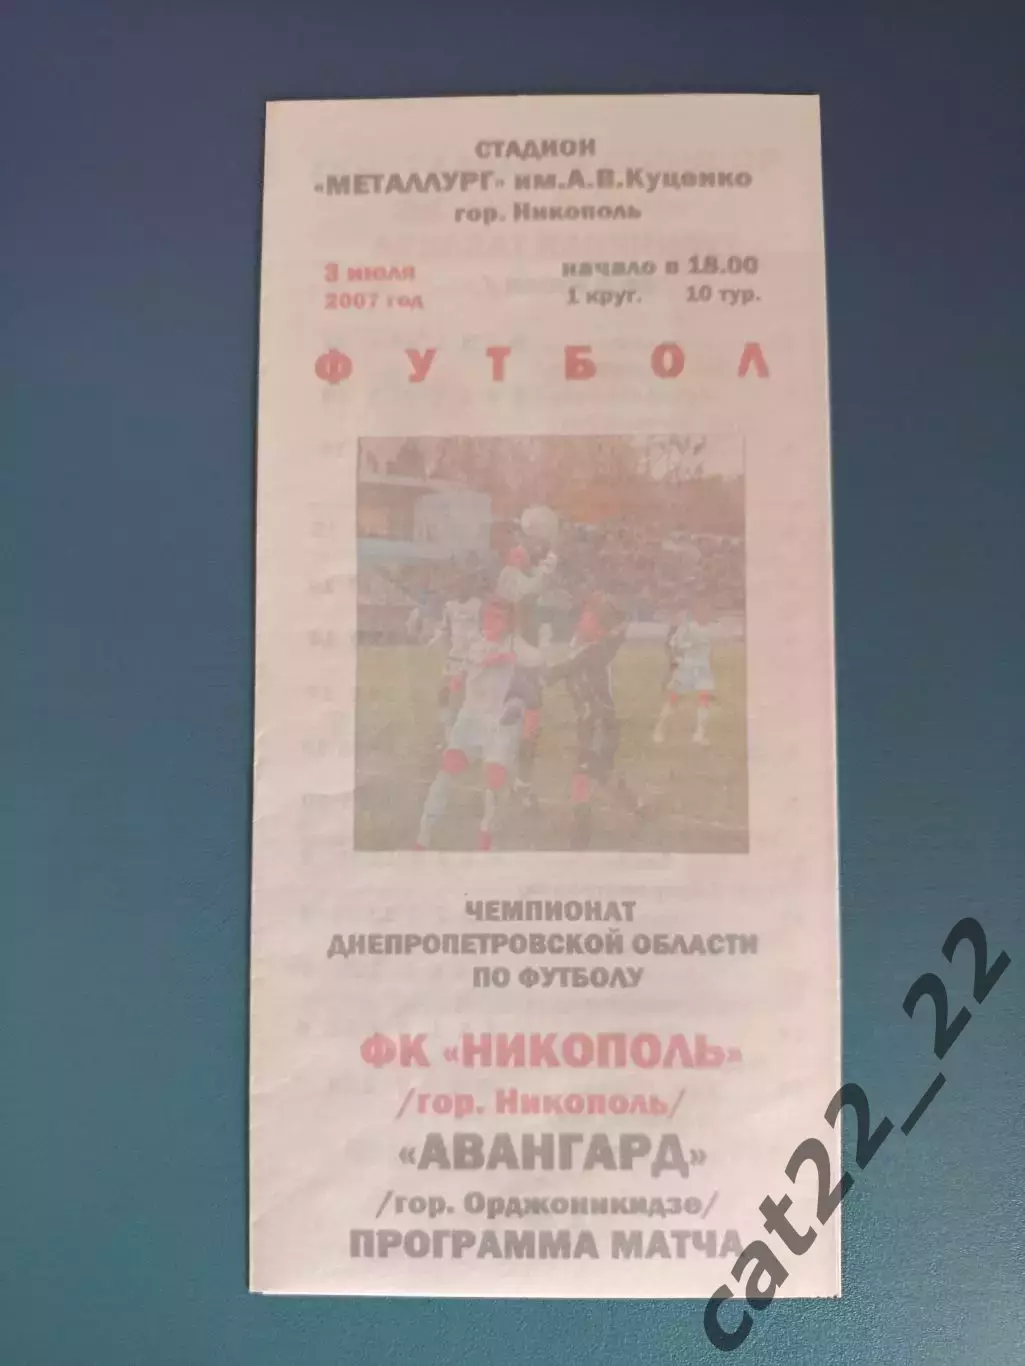 СТАДИОН
«МЕТАЛЛУРГ» им.А.В.Куценко
гор. Никополь
3 июля начало в 18.00
2007 год 1 круг. 10 тур.
ФУТБОЛ
ЧЕМПИОНАТ
ДНЕПРОПЕТРОВСКОЙ ОБЛАСТИ
ПО ФУТБОЛУ
ФК «НИКОПОЛЬ»
/гор. Никополь/
«АВАНГАРД»
/гор. Орджоникидзе/
ПРОГРАММА МАТЧА
cat22_22